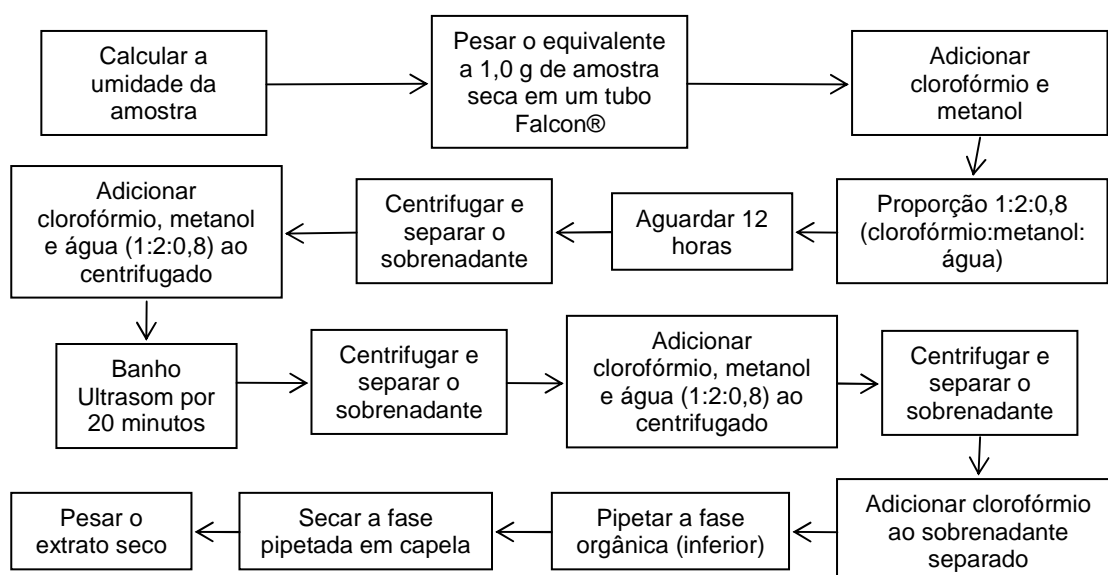 Calcular a
umidade da
amostra
Pesar o equivalente
a 1,0 g de amostra
seca em um tubo
Falcon®
Adicionar
clorofórmio e
metanol
Proporção 1:2:0,8
(clorofórmio:metanol:
água)
Aguardar 12
horas
Centrifugar e
separar o
sobrenadante
Adicionar
clorofórmio, metanol
e água (1:2:0,8) ao
centrifugado
Banho
Ultrasom por
20 minutos
Centrifugar e
separar o
sobrenadante
Adicionar
clorofórmio, metanol
e água (1:2:0,8) ao
centrifugado
Centrifugar e
separar o
sobrenadante
Adicionar clorofórmio
ao sobrenadante
separado
Pipetar a fase
orgânica (inferior)
Secar a fase
pipetada em capela
Pesar o
extrato seco